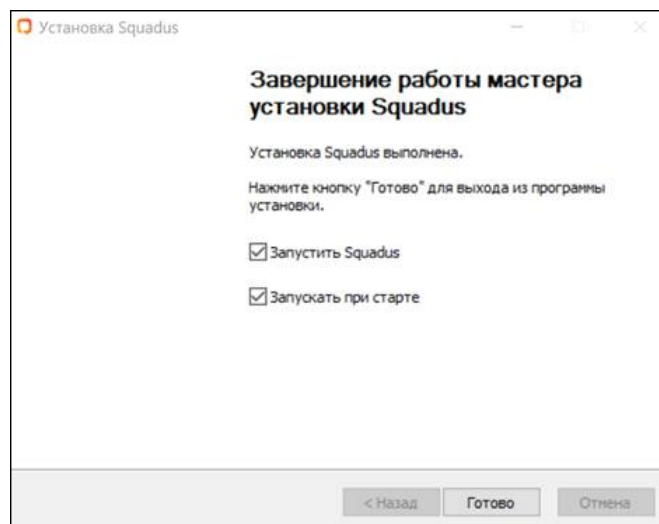 Установка Squadus
Завершение работы мастера
установки Squadus
Установка Squadus выполнена.
Нажмите кнопку "Готово" для выхода из программы
установки.
Запустить Squadus
Запускать при старте
< Назад
Готово
Отмена